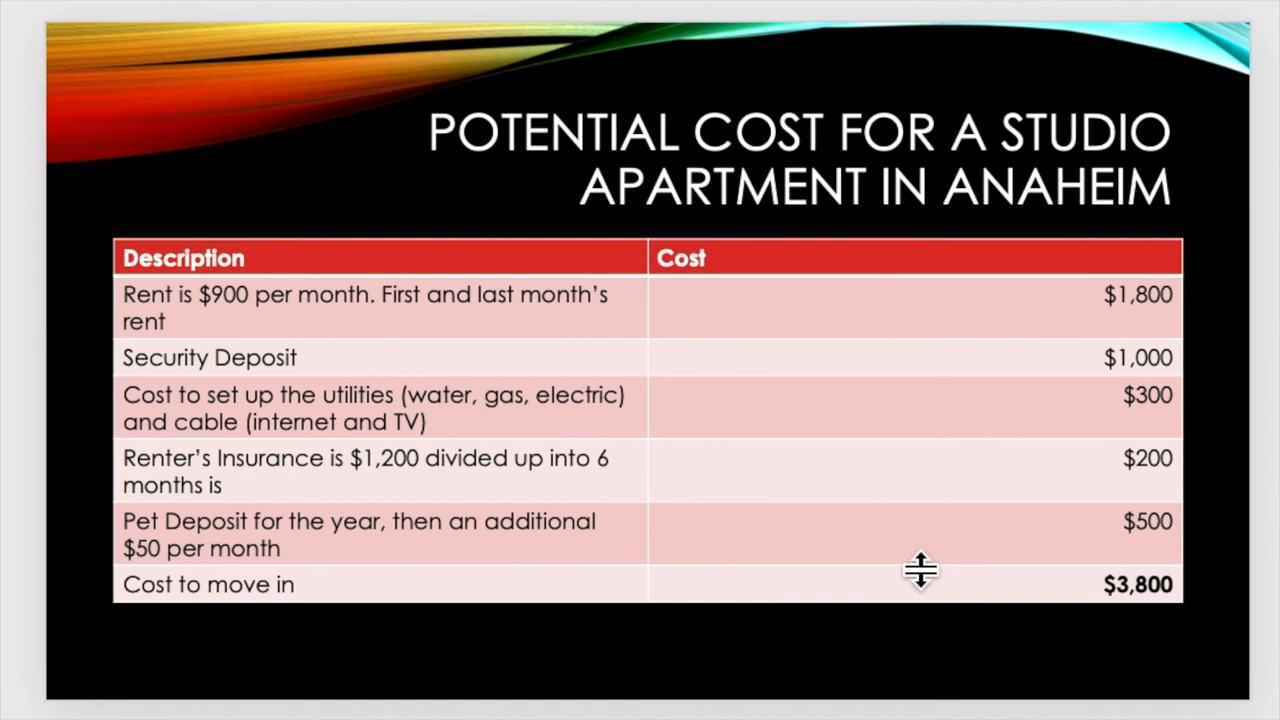 POTENTIAL COST FOR A STUDIO
APARTMENT IN ANAHEIM
Description Cost
Rent is $900 per month. First and last month’s $1,800
rent
Security Deposit $1,000
Cost to set up the utilities (water, gas, electric) $300
and cable (internet and TV)
Renter’s Insurance is $1,200 divided up into 6 $200
months is
Pet Deposit for the year, then an additional $500
$50 per month
Cost to move in $3,800